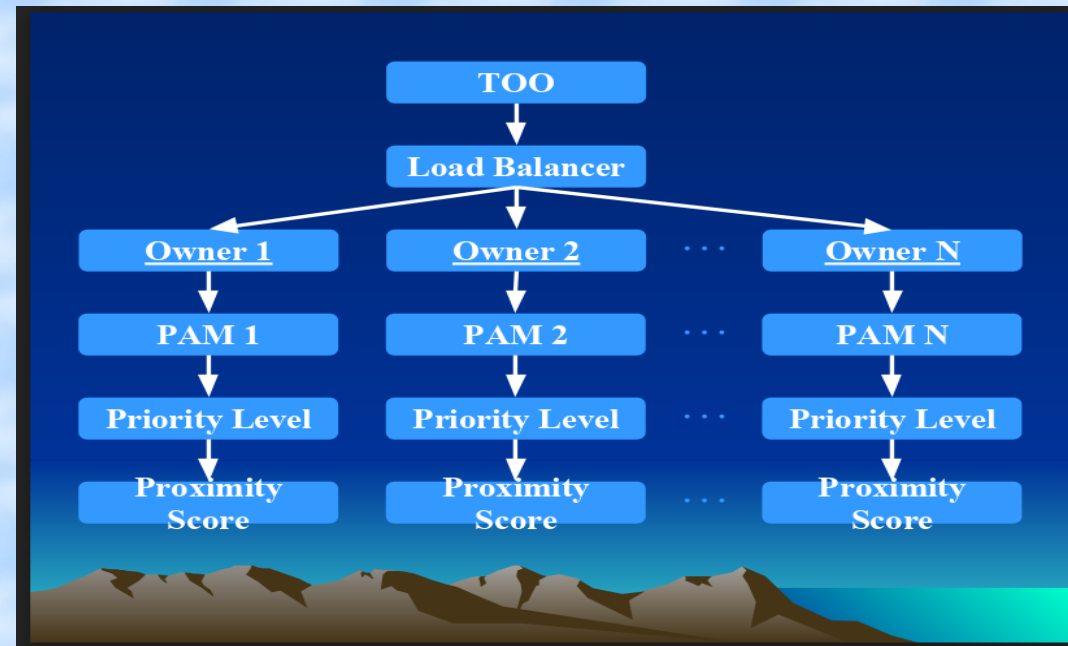 TOO
Load Balancer
Owner 1 Owner 2 . . . Owner N
PAM 1 PAM 2 . . . PAM N
Priority Level Priority Level . . . Priority Level
Proximity Proximity . . . Proximity
Score Score Score